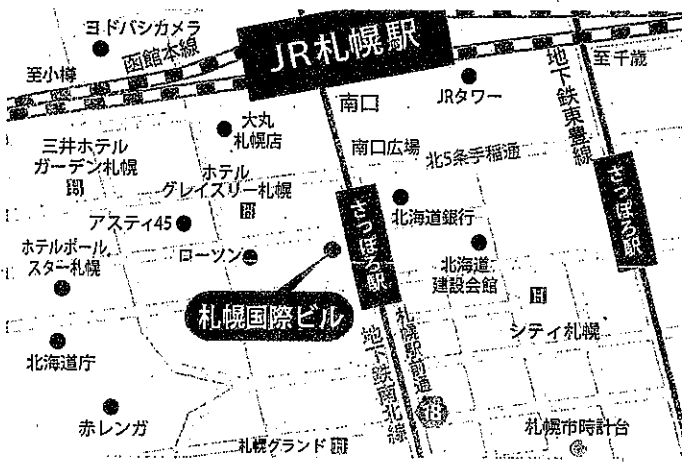 ヨドバシカメラ
函館本線
JR札幌駅
至小樽
至千歳
地下鉄東豊線
JRタワー
南口
大丸
札幌店
南口広場
北5条手稲通
三井ホテル
ガーデン札幌
ホテル
グレイスリー札幌
さっぽろ駅
さっぽろ駅
北海道銀行
アスティ45
ローソン
北海道
建設会館
ホテルポール
スター札幌
H
シティ札幌
札幌国際ビル
北海道庁
地下鉄南北線
札幌駅前通
赤レンガ
札幌グランド
札幌市時計台